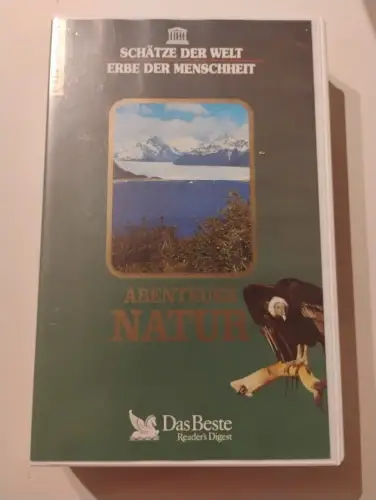 SCHÄTZE DER WELT
ERBE DER MENSCHHEIT
ABENTEUER
NATUR
Das Beste
Reader's Digest